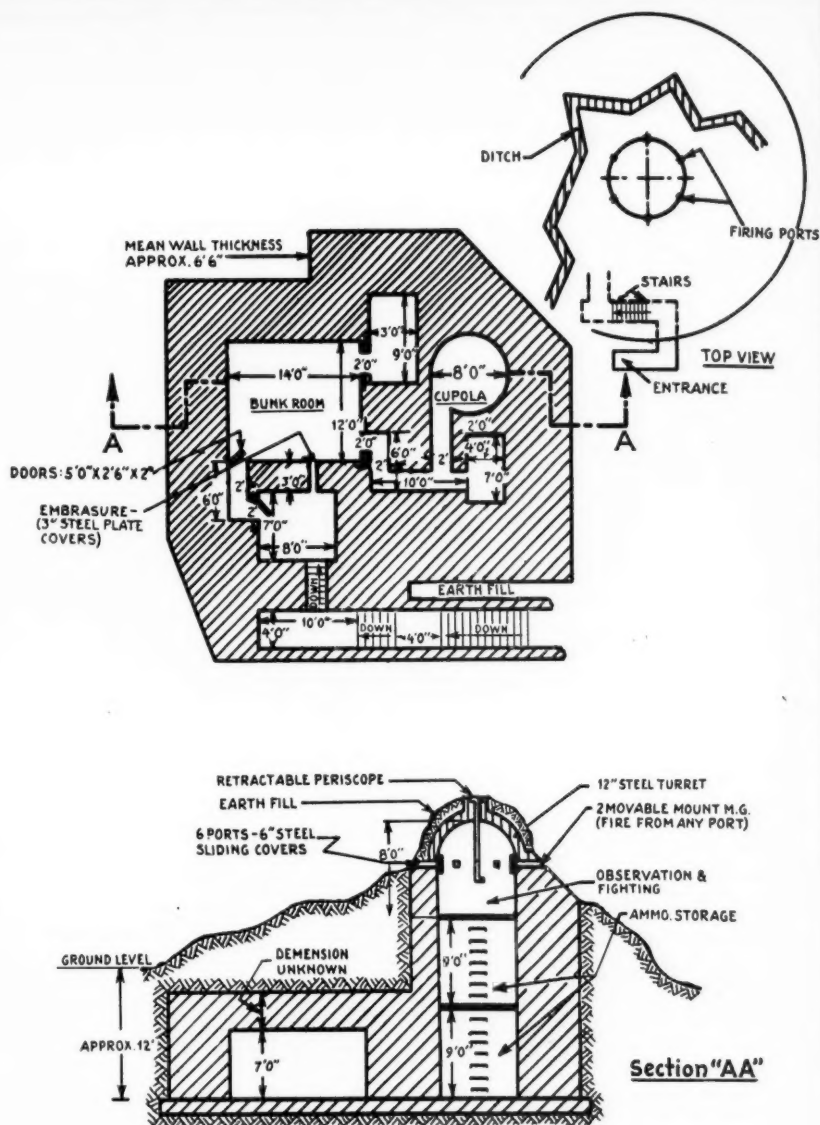 DITCH
FIRING PORTS
STAIRS
TOP VIEW
ENTRANCE
MEAN WALL THICKNESS
APPROX. 6'6"
3'0"
9'0"
2'0"
14'0"
BUNK ROOM
12'0"
8'0"
CUPOLA
A
A
2'0"
6'0"
2'0"
4'0"
2'
2'
7'0"
10'0"
DOORS: 5'0"X2'6"X2"
EMBRASURE-
(3" STEEL PLATE
COVERS)
6'0"
2'
3'0"
2'
7'0"
8'0"
DOWN
EARTH FILL
10'0"
4'0"
DOWN
4'0"
DOWN
RETRACTABLE PERISCOPE
EARTH FILL
6 PORTS-6" STEEL
SLIDING COVERS
8'0"
12" STEEL TURRET
2 MOVABLE MOUNT M.G.
(FIRE FROM ANY PORT)
OBSERVATION &
FIGHTING
AMMO. STORAGE
GROUND LEVEL
DEMENSION
UNKNOWN
9'0"
APPROX. 12'
7'0"
9'0"
Section "AA"